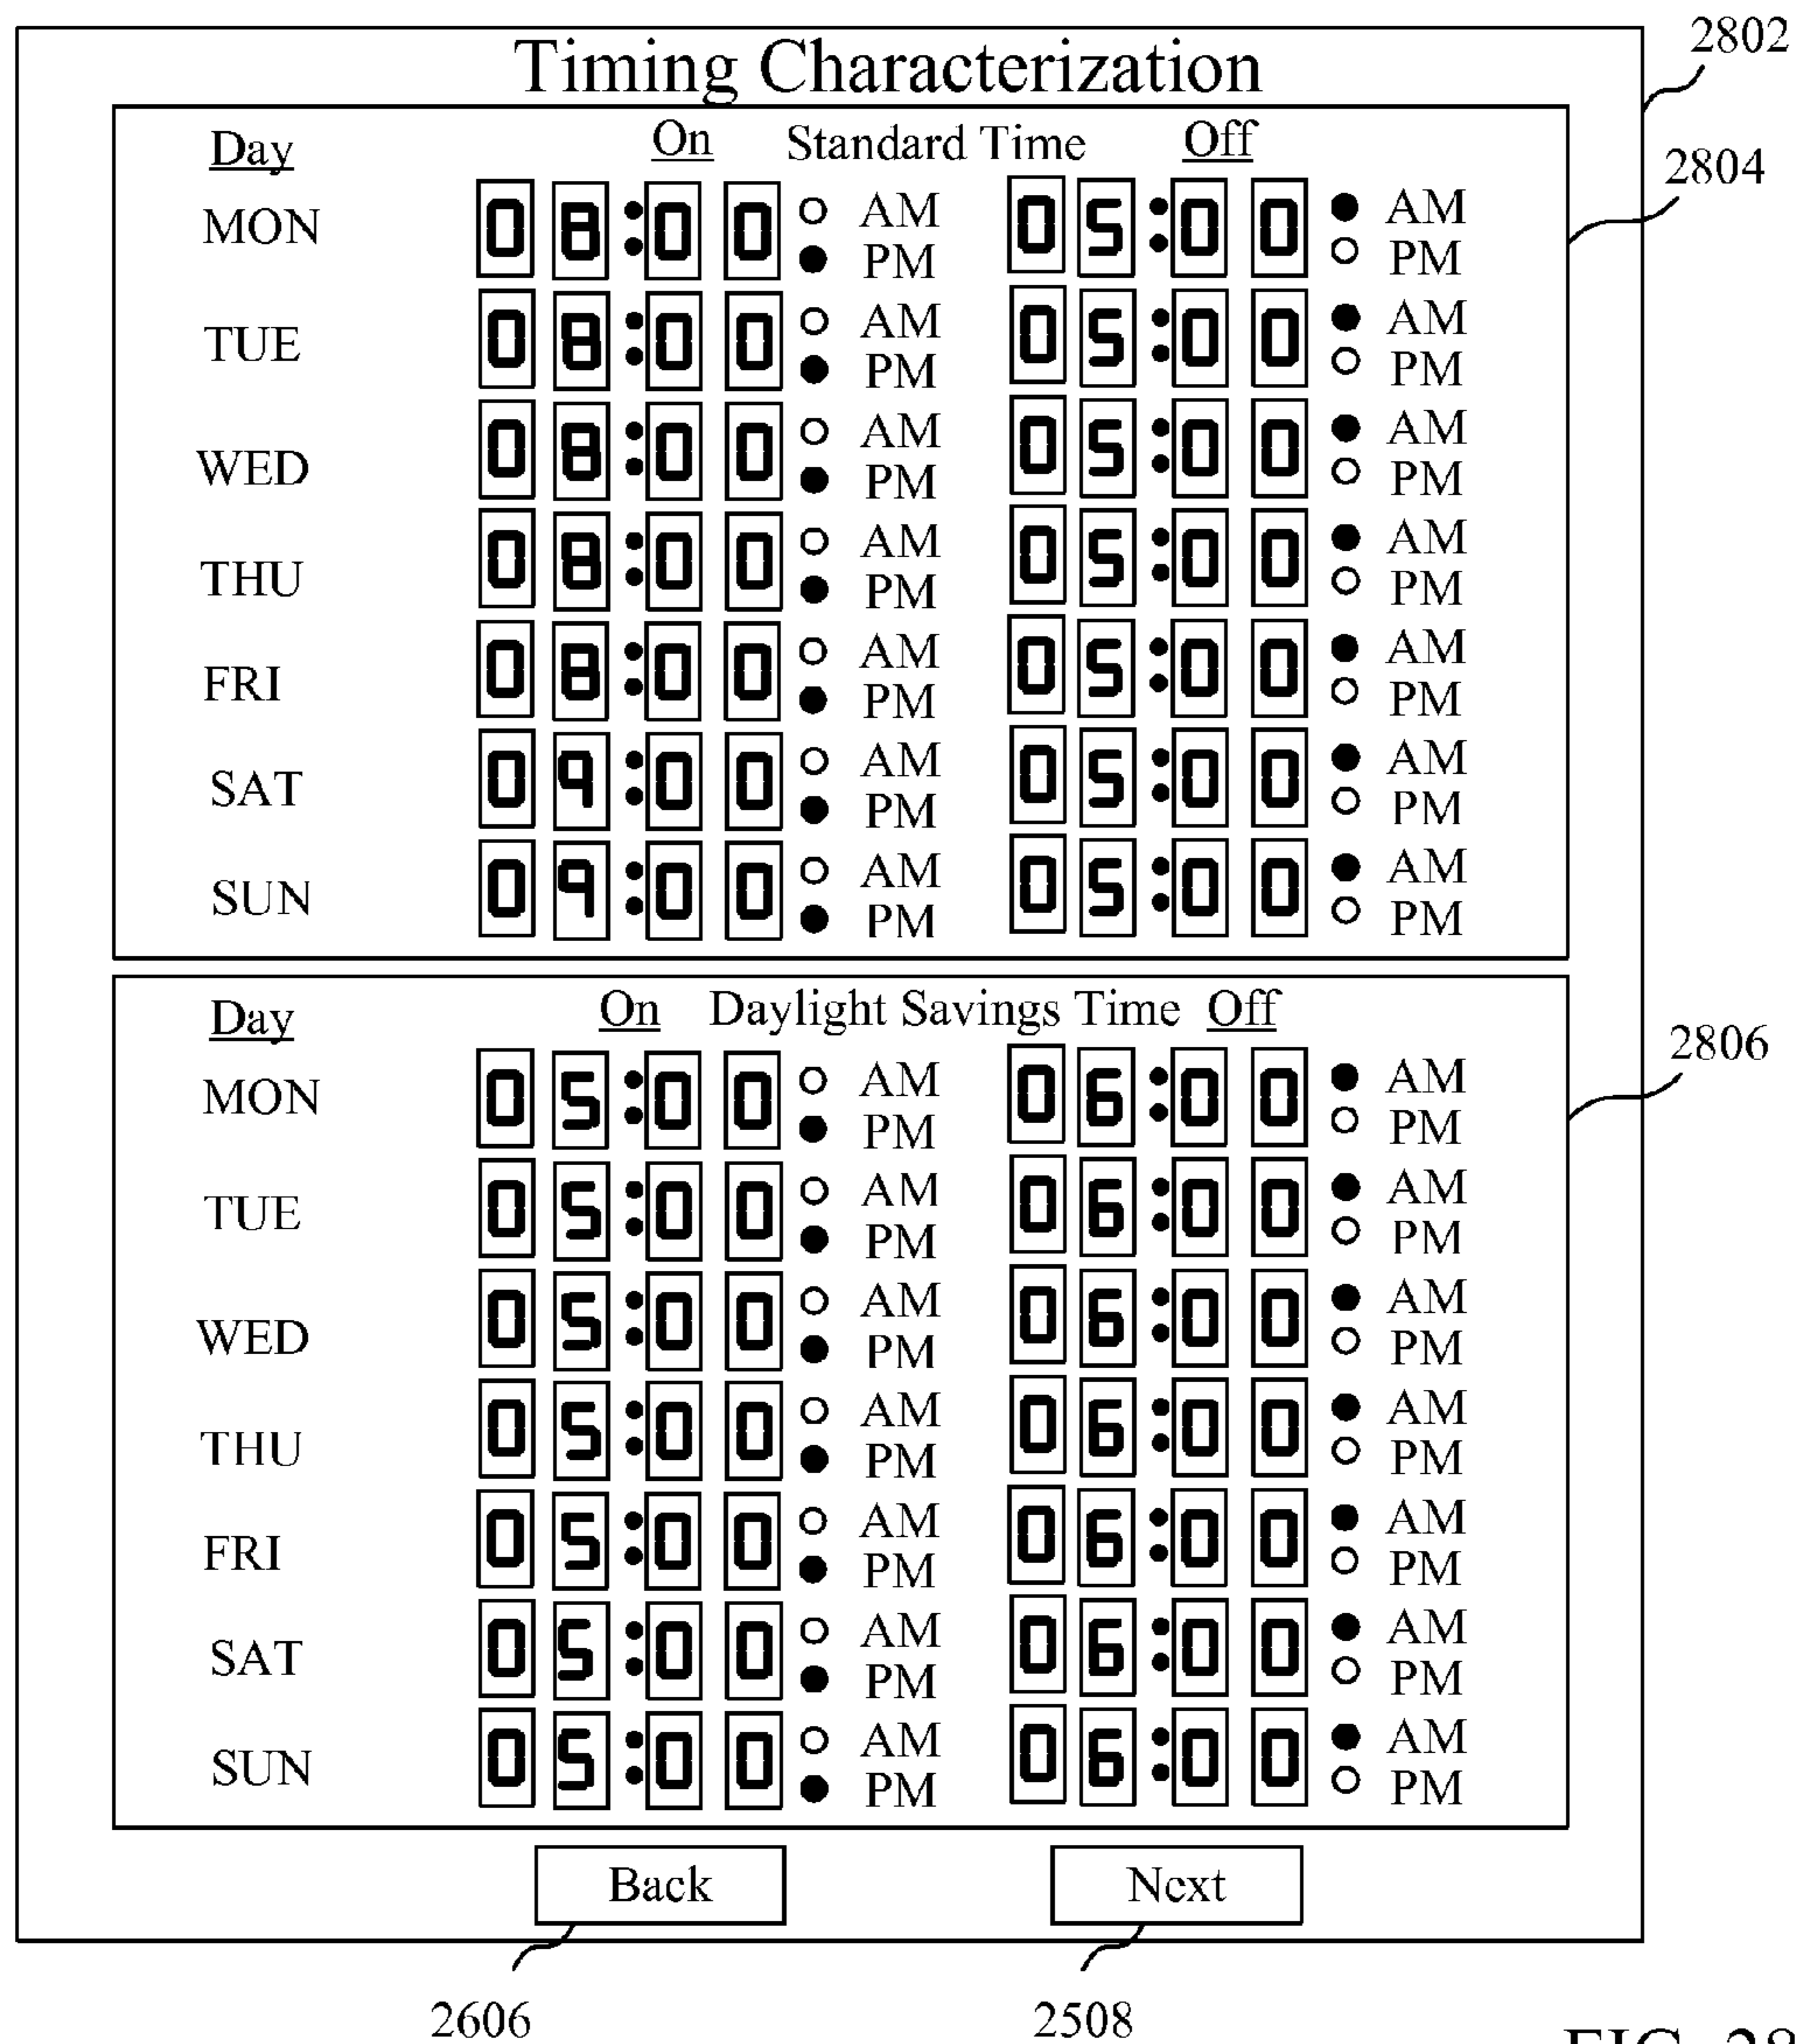 Timing Characterization
2802
Day On Standard Time Off
2804
MON 08:00 AM PM 05:00 AM PM
TUE 08:00 AM PM 05:00 AM PM
WED 08:00 AM PM 05:00 AM PM
THU 08:00 AM PM 05:00 AM PM
FRI 08:00 AM PM 05:00 AM PM
SAT 09:00 AM PM 05:00 AM PM
SUN 09:00 AM PM 05:00 AM PM
Day On Daylight Savings Time Off
2806
MON 05:00 AM PM 06:00 AM PM
TUE 05:00 AM PM 06:00 AM PM
WED 05:00 AM PM 06:00 AM PM
THU 05:00 AM PM 06:00 AM PM
FRI 05:00 AM PM 06:00 AM PM
SAT 05:00 AM PM 06:00 AM PM
SUN 05:00 AM PM 06:00 AM PM
Back Next
2606 2508
FIG. 28